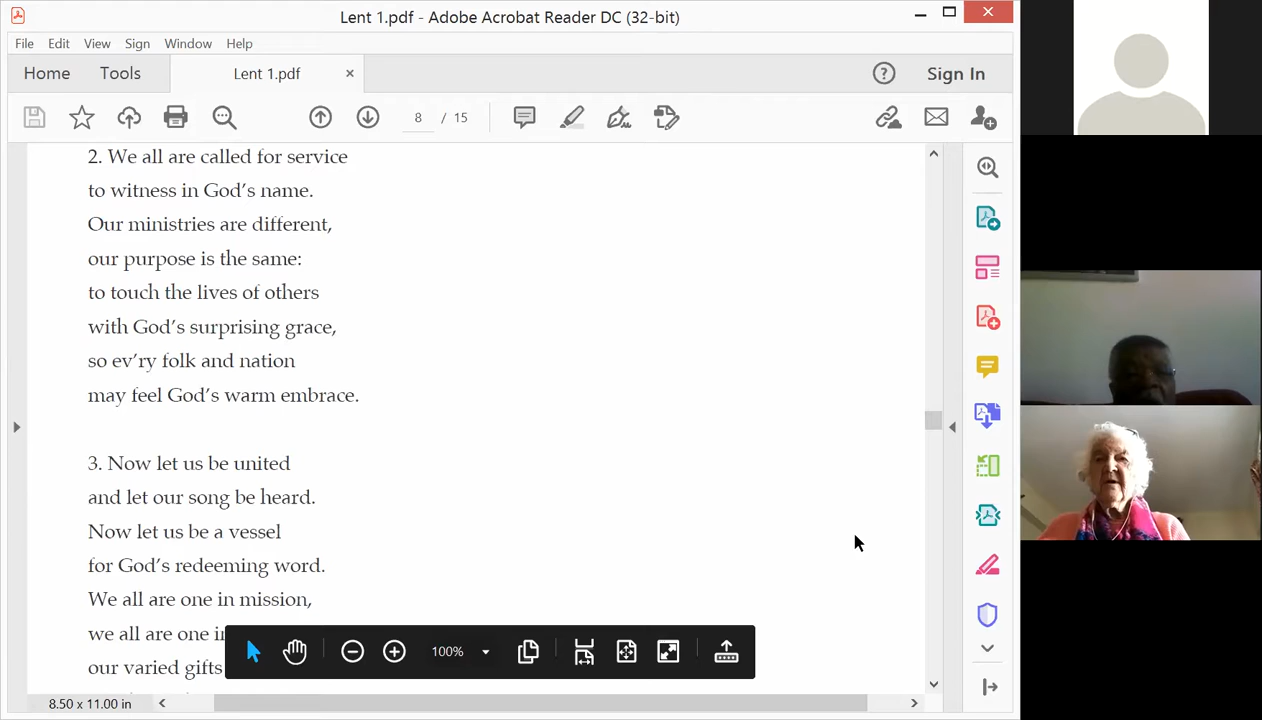 Lent 1.pdf - Adobe Acrobat Reader DC (32-bit)
File Edit View Window Help
Home Tools Lent 1.pdf × Sign In
8 / 15
2. We all are called for service
to witness in God's name.
Our ministries are different,
our purpose is the same:
to touch the lives of others
with God's surprising grace,
so ev'ry folk and nation
may feel God's warm embrace.
3. Now let us be united
and let our song be heard.
Now let us be a vessel
for God's redeeming word.
We all are one in mission,
we all are one
our varied gifts
100%
8.50 x 11.00 in